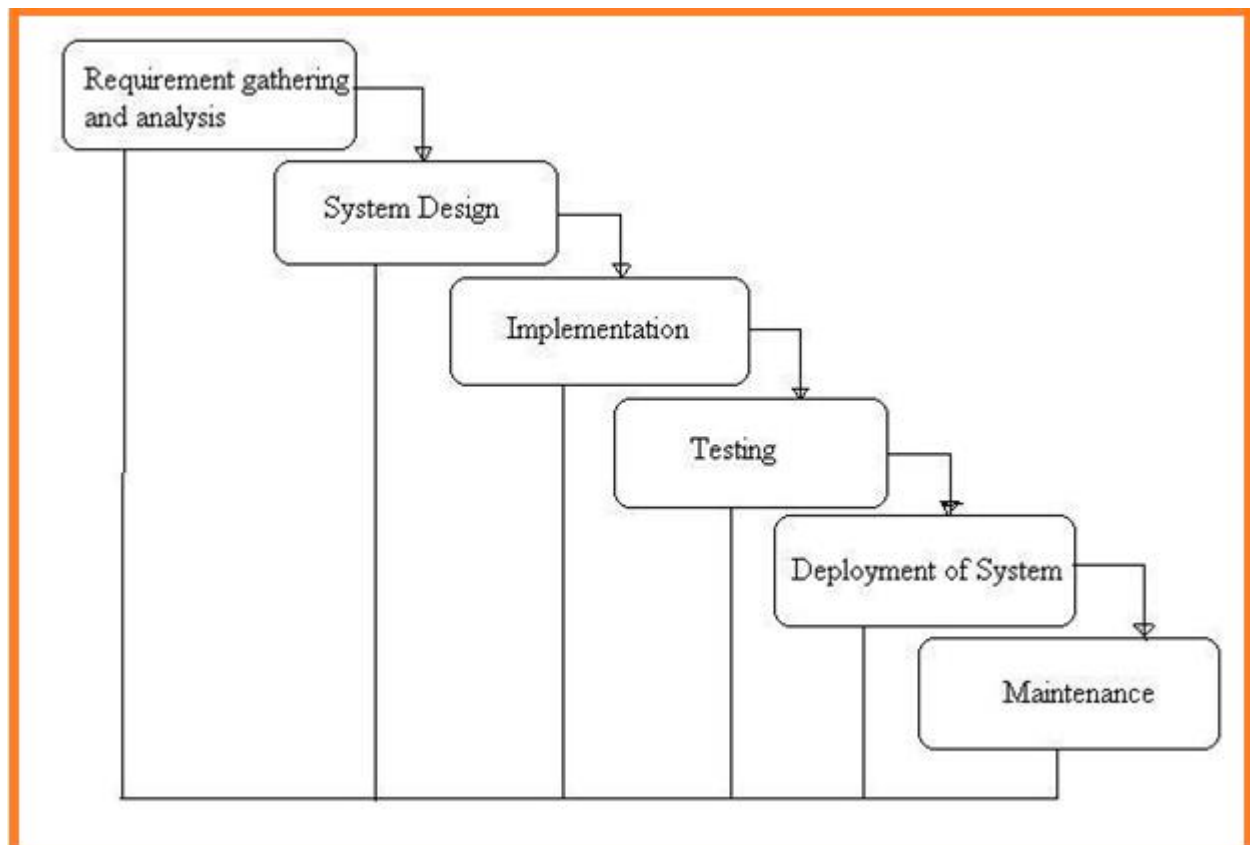 Requirement gathering
and analysis
System Design
Implementation
Testing
Deployment of System
Maintenance